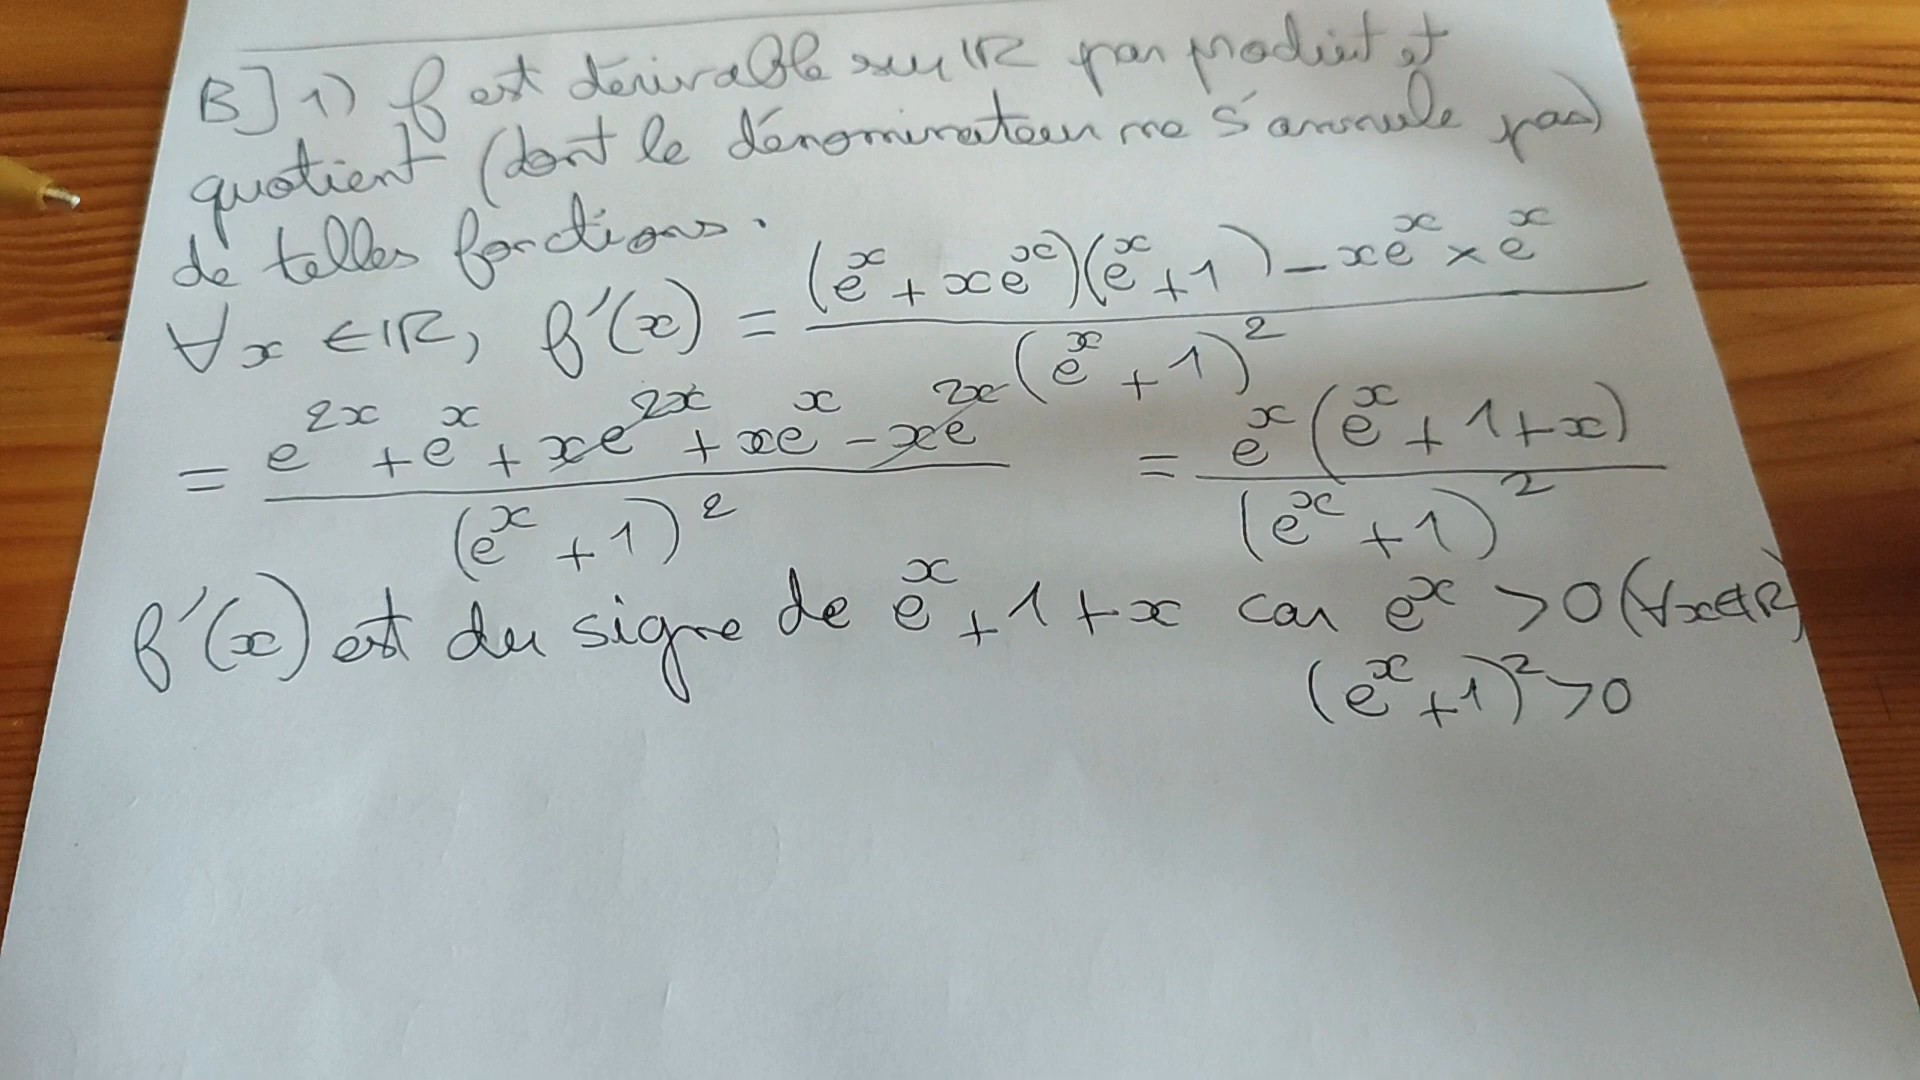 B] 1) f est dérivable sur ℝ par produit et
quotient (dont le dénominateur ne s'annule pas)
de telles fonctions.
∀x ∈ ℝ, f'(x) = ((e^x + xe^x)(e^x + 1) - xe^x × e^x) / (e^x + 1)^2
= (e^{2x} + e^x + xe^{2x} + xe^x - xe^{2x}) / (e^x + 1)^2 = e^x(e^x + 1 + x) / (e^x + 1)^2
f'(x) est du signe de e^x + 1 + x car e^x > 0 (∀x∈ℝ)
(e^x + 1)^2 > 0